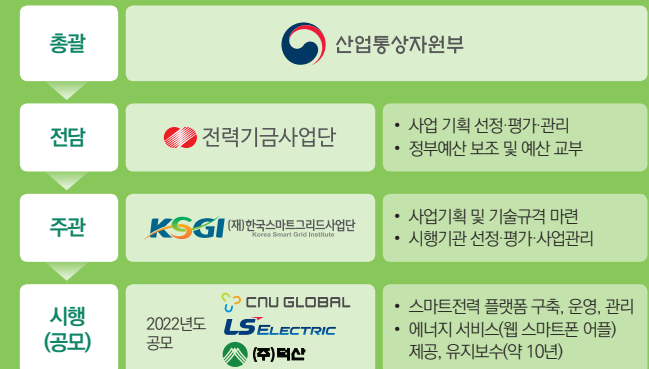 총괄
산업통상자원부
전담
전력기금사업단
• 사업 기획 선정·평가·관리
• 정부예산 보조 및 예산 교부
주관
KSGI (재)한국스마트그리드사업단
Korea Smart Grid Institute
• 사업기획 및 기술규격 마련
• 시행기관 선정·평가·사업관리
시행
(공모)
2022년도
공모
CNU GLOBAL
LS ELECTRIC
(주)덕산
• 스마트전력 플랫폼 구축, 운영, 관리
• 에너지 서비스(웹 스마트폰 어플)
제공, 유지보수(약 10년)